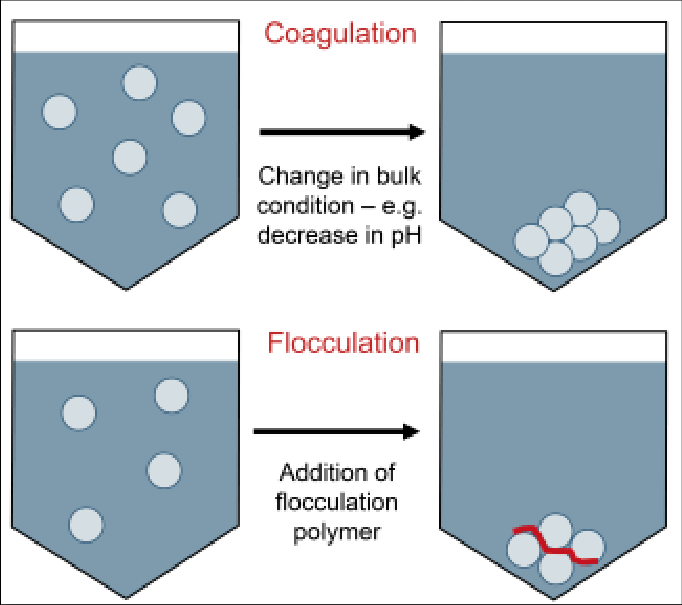 Coagulation
Change in bulk
condition – e.g.
decrease in pH
Flocculation
Addition of
flocculation
polymer